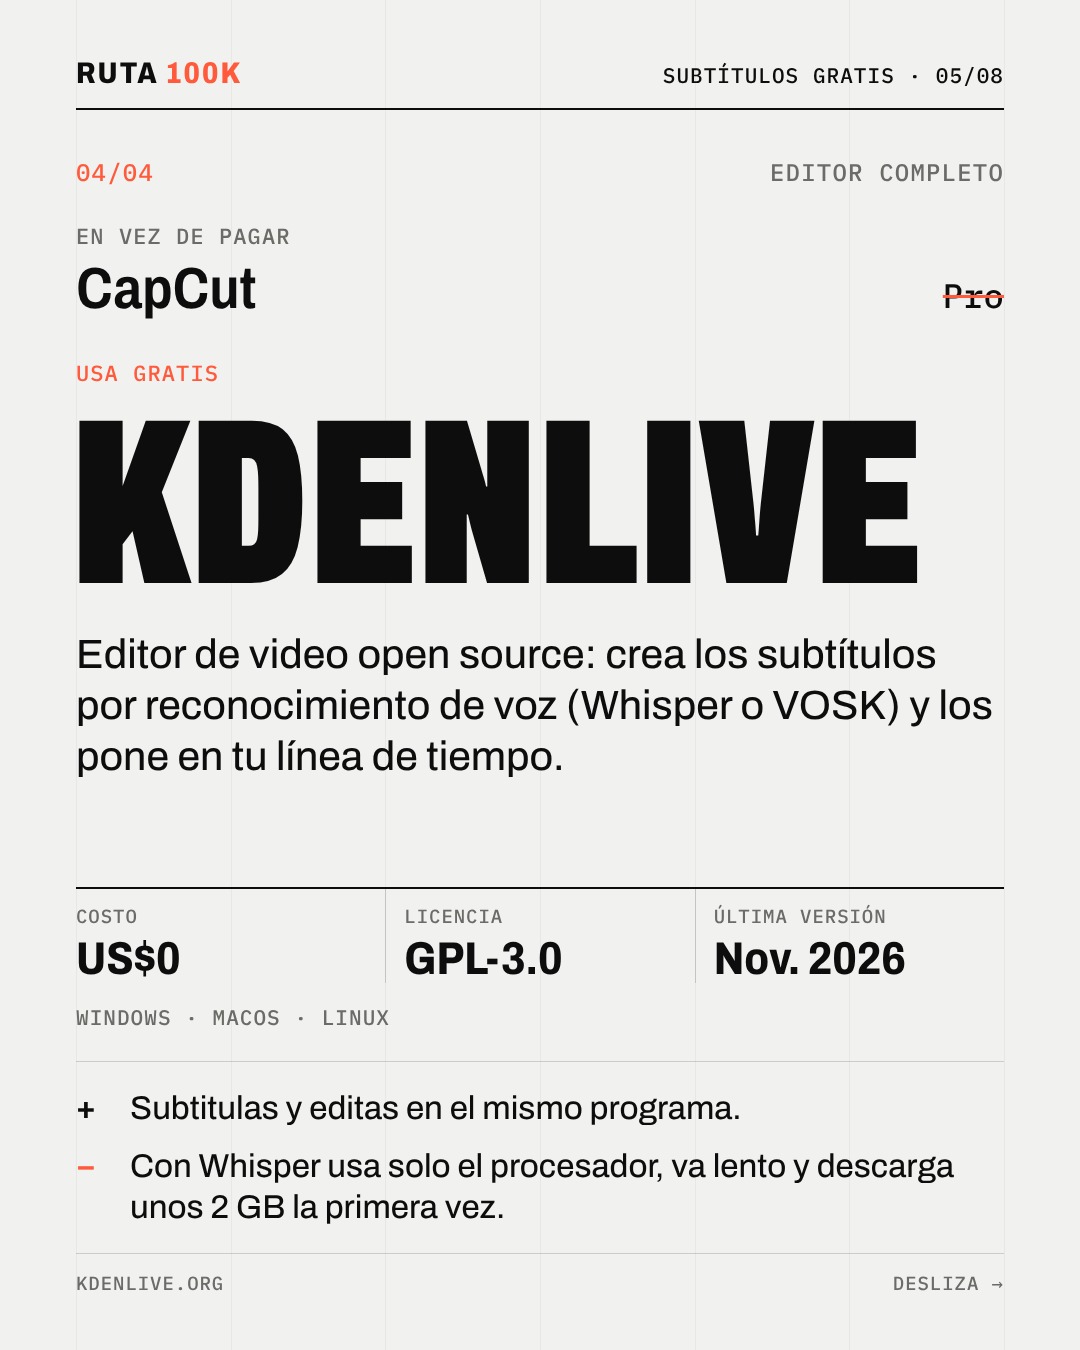 RUTA 100K
SUBTÍTULOS GRATIS · 05/08
04/04
EDITOR COMPLETO
EN VEZ DE PAGAR
CapCut
Pro
USA GRATIS
KDENLIVE
Editor de video open source: crea los subtítulos
por reconocimiento de voz (Whisper o VOSK) y los
pone en tu línea de tiempo.
COSTO
US$0
LICENCIA
GPL-3.0
ÚLTIMA VERSIÓN
Nov. 2026
WINDOWS · MACOS · LINUX
+ Subtitulas y editas en el mismo programa.
– Con Whisper usa solo el procesador, va lento y descarga
unos 2 GB la primera vez.
KDENLIVE.ORG
DESLIZA →